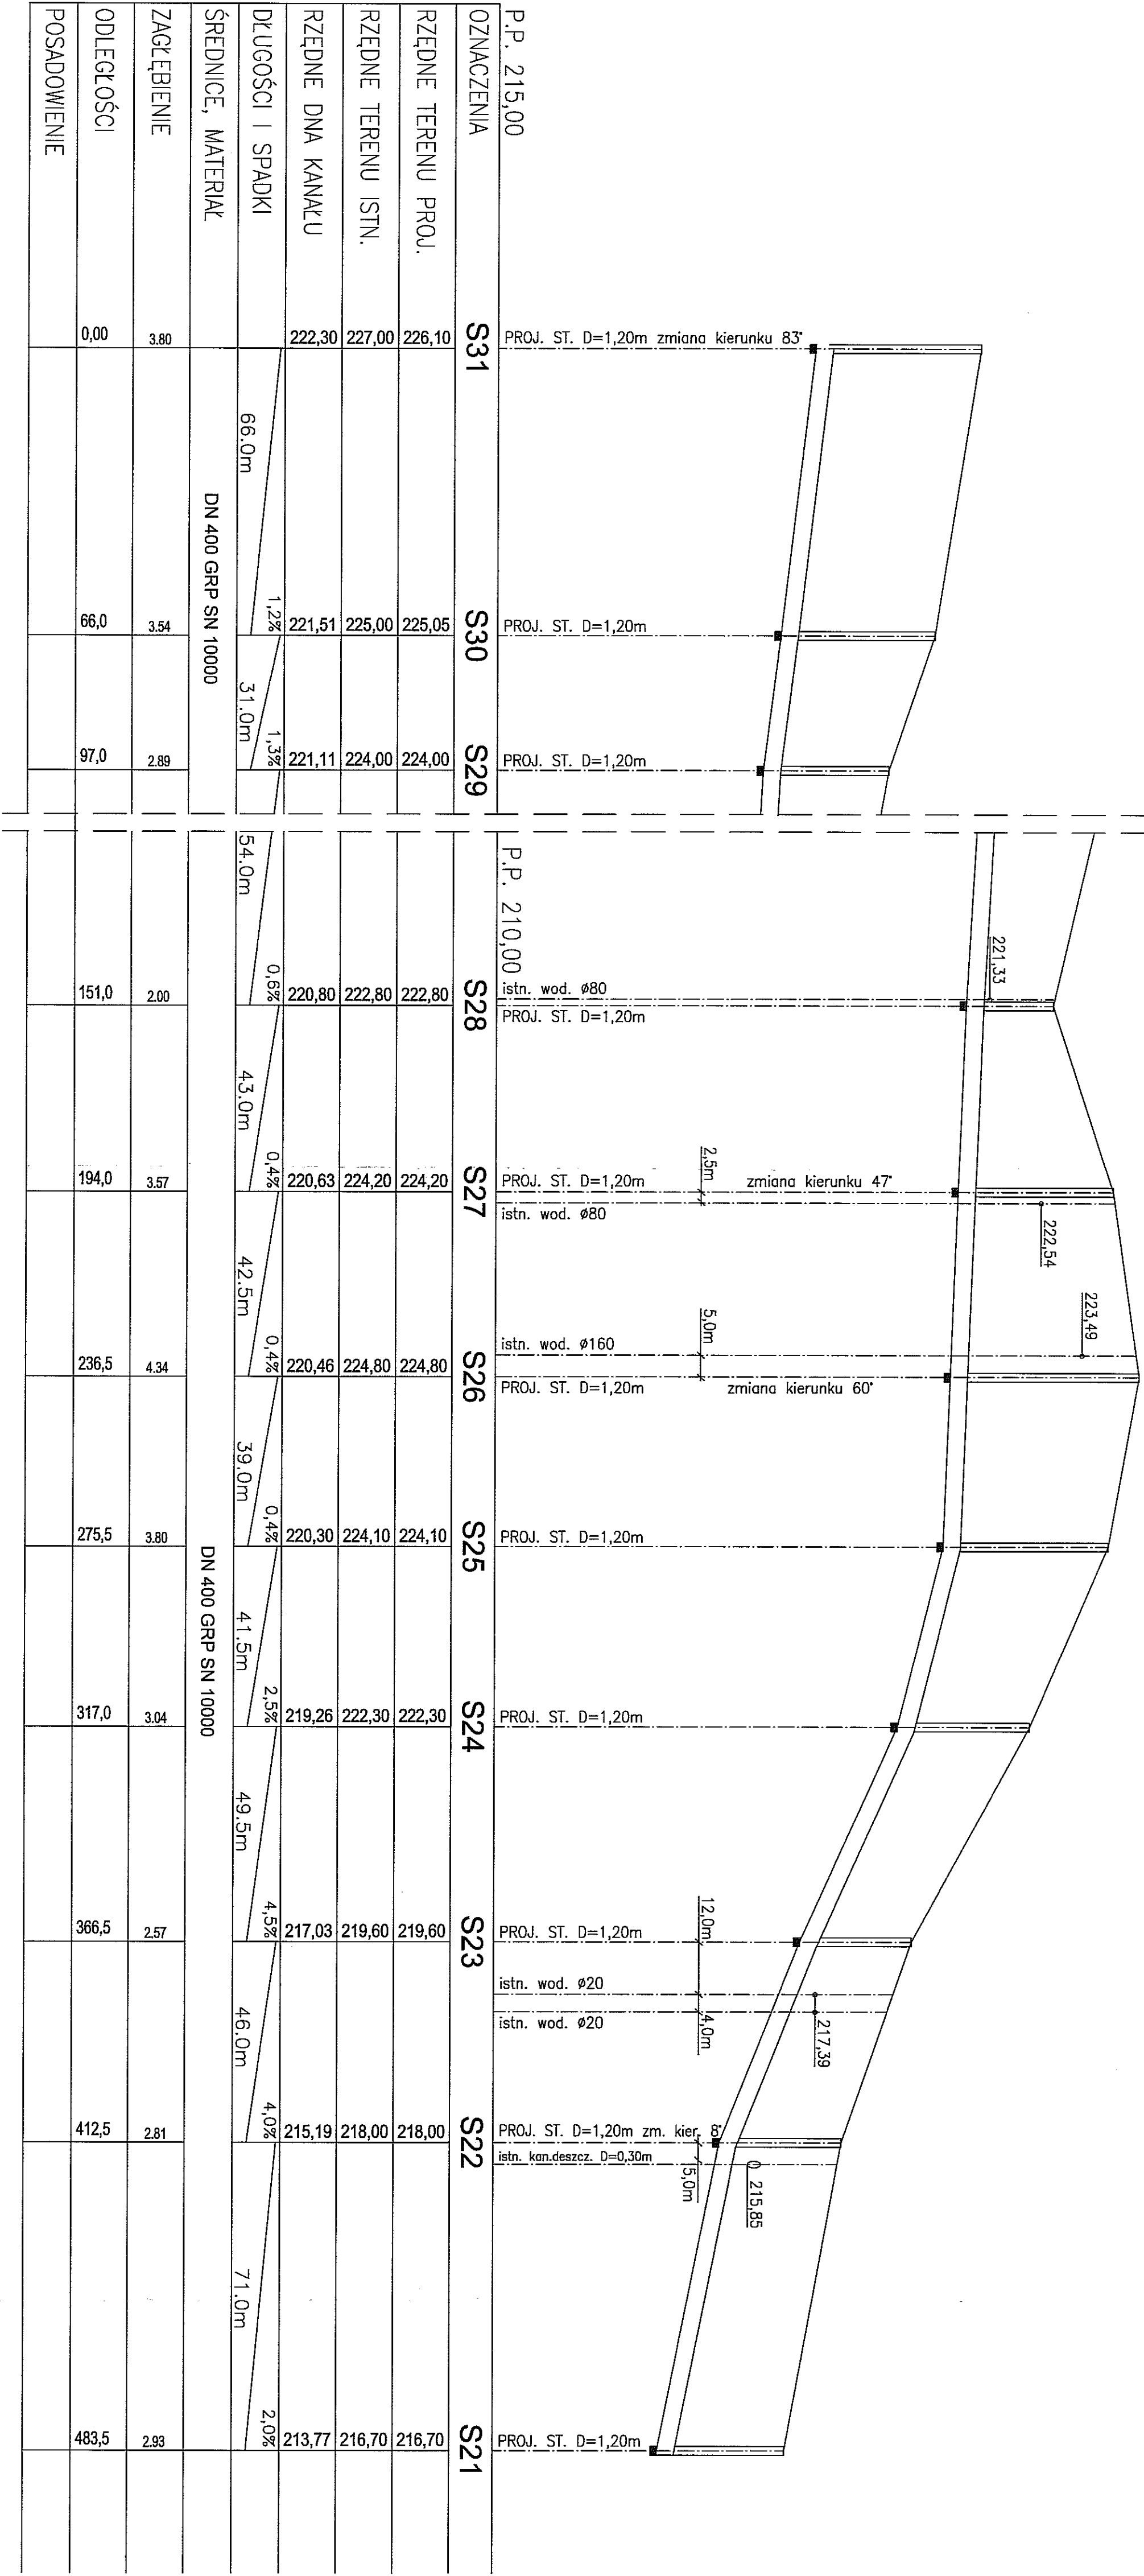 P.P. 215,00
PROJ. ST. D=1,20m zmiana kierunku 83°
PROJ. ST. D=1,20m
PROJ. ST. D=1,20m
P.P. 210,00
221,33
istn. wod. ø80
PROJ. ST. D=1,20m
2,5m
PROJ. ST. D=1,20m zmiana kierunku 47°
istn. wod. ø80
222,54
223,49
5,0m
istn. wod. ø160
PROJ. ST. D=1,20m zmiana kierunku 60°
PROJ. ST. D=1,20m
PROJ. ST. D=1,20m
12,0m
PROJ. ST. D=1,20m
istn. wod. ø20
istn. wod. ø20
4,0m
217,39
PROJ. ST. D=1,20m zm. kier. 8°
istn. kan.deszcz. D=0,30m
5,0m
215,85
PROJ. ST. D=1,20m
OZNACZENIA S31 S30 S29 S28 S27 S26 S25 S24 S23 S22 S21
RZĘDNE TERENU PROJ. 226,10 225,05 224,00 222,80 224,20 224,80 224,10 222,30 219,60 218,00 216,70
RZĘDNE TERENU ISTN. 227,00 225,00 224,00 222,80 224,20 224,80 224,10 222,30 219,60 218,00 216,70
RZĘDNE DNA KANAŁU 222,30 221,51 221,11 220,80 220,63 220,46 220,30 219,26 217,03 215,19 213,77
DŁUGOŚCI I SPADKI 66.0m 1,2% 31.0m 1,3% 54.0m 0,6% 43.0m 0,4% 42.5m 0,4% 39.0m 0,4% 41.5m 2,5% 49.5m 4,5% 46.0m 4,0% 71.0m 2,0%
ŚREDNICE, MATERIAŁ DN 400 GRP SN 10000 DN 400 GRP SN 10000
ZAGŁĘBIENIE 3.80 3.54 2.89 2.00 3.57 4.34 3.80 3.04 2.57 2.81 2.93
ODLEGŁOŚCI 0,00 66,0 97,0 151,0 194,0 236,5 275,5 317,0 366,5 412,5 483,5
POSADOWIENIE